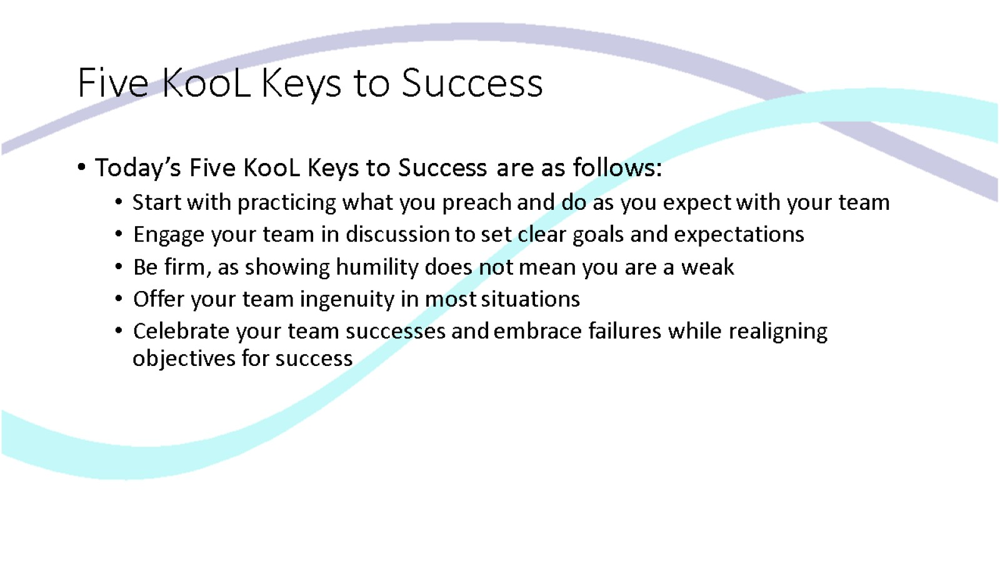 Five KooL Keys to Success
• Today’s Five KooL Keys to Success are as follows:
• Start with practicing what you preach and do as you expect with your team
• Engage your team in discussion to set clear goals and expectations
• Be firm, as showing humility does not mean you are a weak
• Offer your team ingenuity in most situations
• Celebrate your team successes and embrace failures while realigning
objectives for success